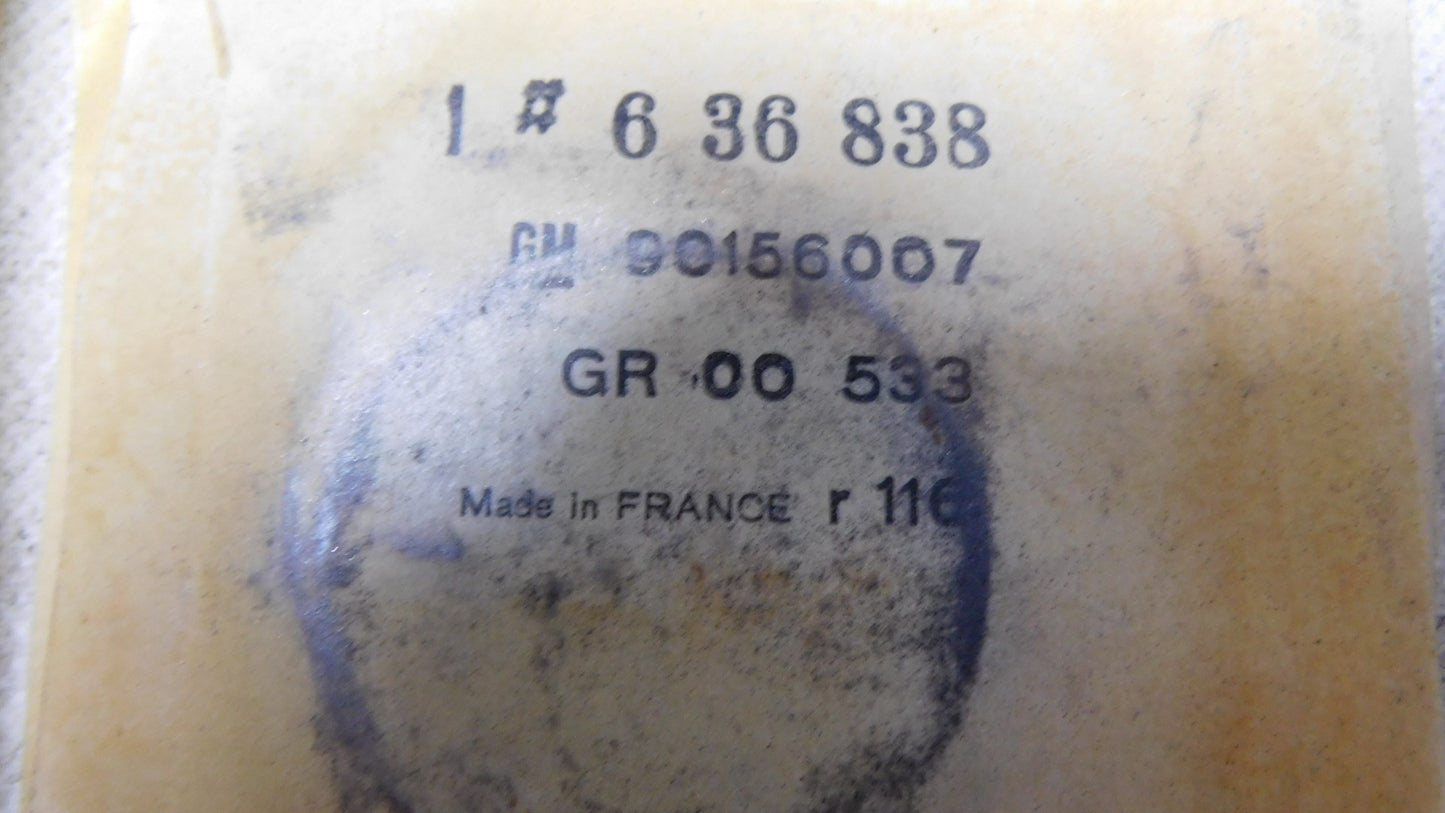 1 # 6 36 838
GM 90156007
GR 00 533
Made in FRANCE r 116